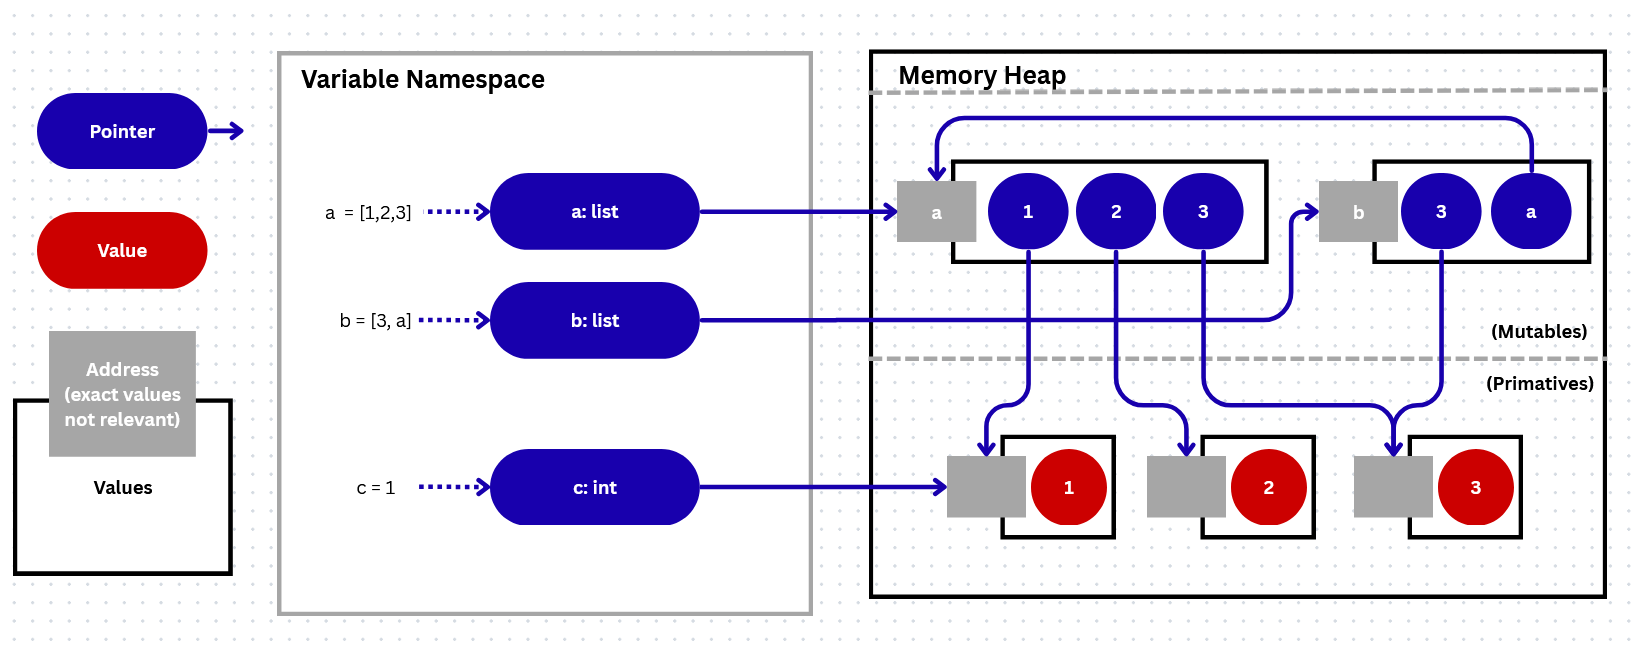 Pointer
Value
Address
(exact values
not relevant)
Values
Variable Namespace
a = [1,2,3]
a: list
b = [3, a]
b: list
c = 1
c: int
Memory Heap
a
1
2
3
b
3
a
(Mutables)
(Primatives)
1
2
3